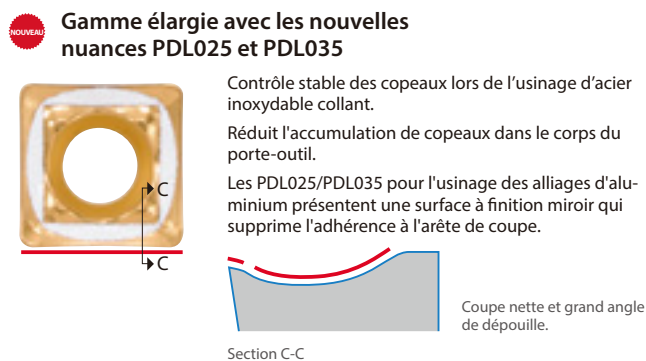 NOUVEAU
Gamme élargie avec les nouvelles
nuances PDL025 et PDL035
Contrôle stable des copeaux lors de l'usinage d'acier
inoxydable collant.
Réduit l'accumulation de copeaux dans le corps du
porte-outil.
Les PDL025/PDL035 pour l'usinage des alliages d'alu-
minium présentent une surface à finition miroir qui
supprime l'adhérence à l'arête de coupe.
C
C
Coupe nette et grand angle
de dépouille.
Section C-C